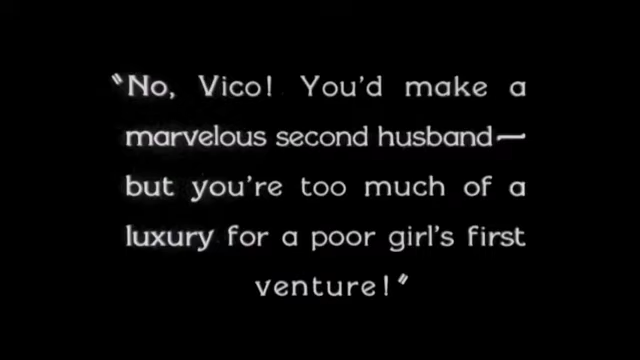 "No, Vico! You'd make a
marvelous second husband—
but you're too much of a
luxury for a poor girl's first
venture!"